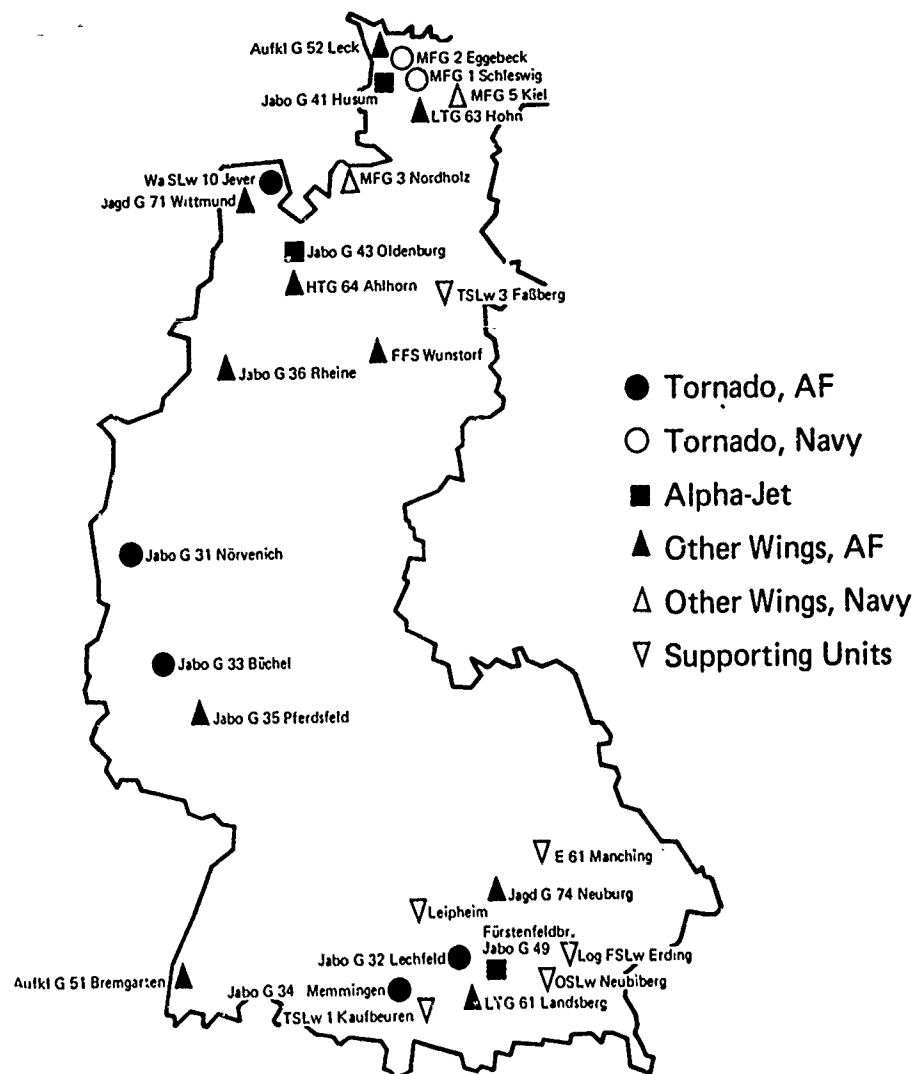 Aufkl G 52 Leck
MFG 2 Eggebeck
MFG 1 Schleswig
Jabo G 41 Husum
MFG 5 Kiel
LTG 63 Hohn
Wa SLw 10 Jever
MFG 3 Nordholz
Jagd G 71 Wittmund
Jabo G 43 Oldenburg
HTG 64 Ahlhorn
TSLw 3 Faßberg
FFS Wunstorf
Jabo G 36 Rheine
Tornado, AF
Tornado, Navy
Alpha-Jet
Other Wings, AF
Other Wings, Navy
Supporting Units
Jabo G 31 Nörvenich
Jabo G 33 Büchel
Jabo G 35 Pferdsfeld
E 61 Manching
Jagd G 74 Neuburg
Leipheim
Fürstenfeldbr.
Jabo G 49
Jabo G 32 Lechfeld
Log FSLw Erding
Aufkl G 51 Bremgarten
OSLw Neubiberg
Jabo G 34 Memmingen
LTG 61 Landsberg
TSLw 1 Kaufbeuren